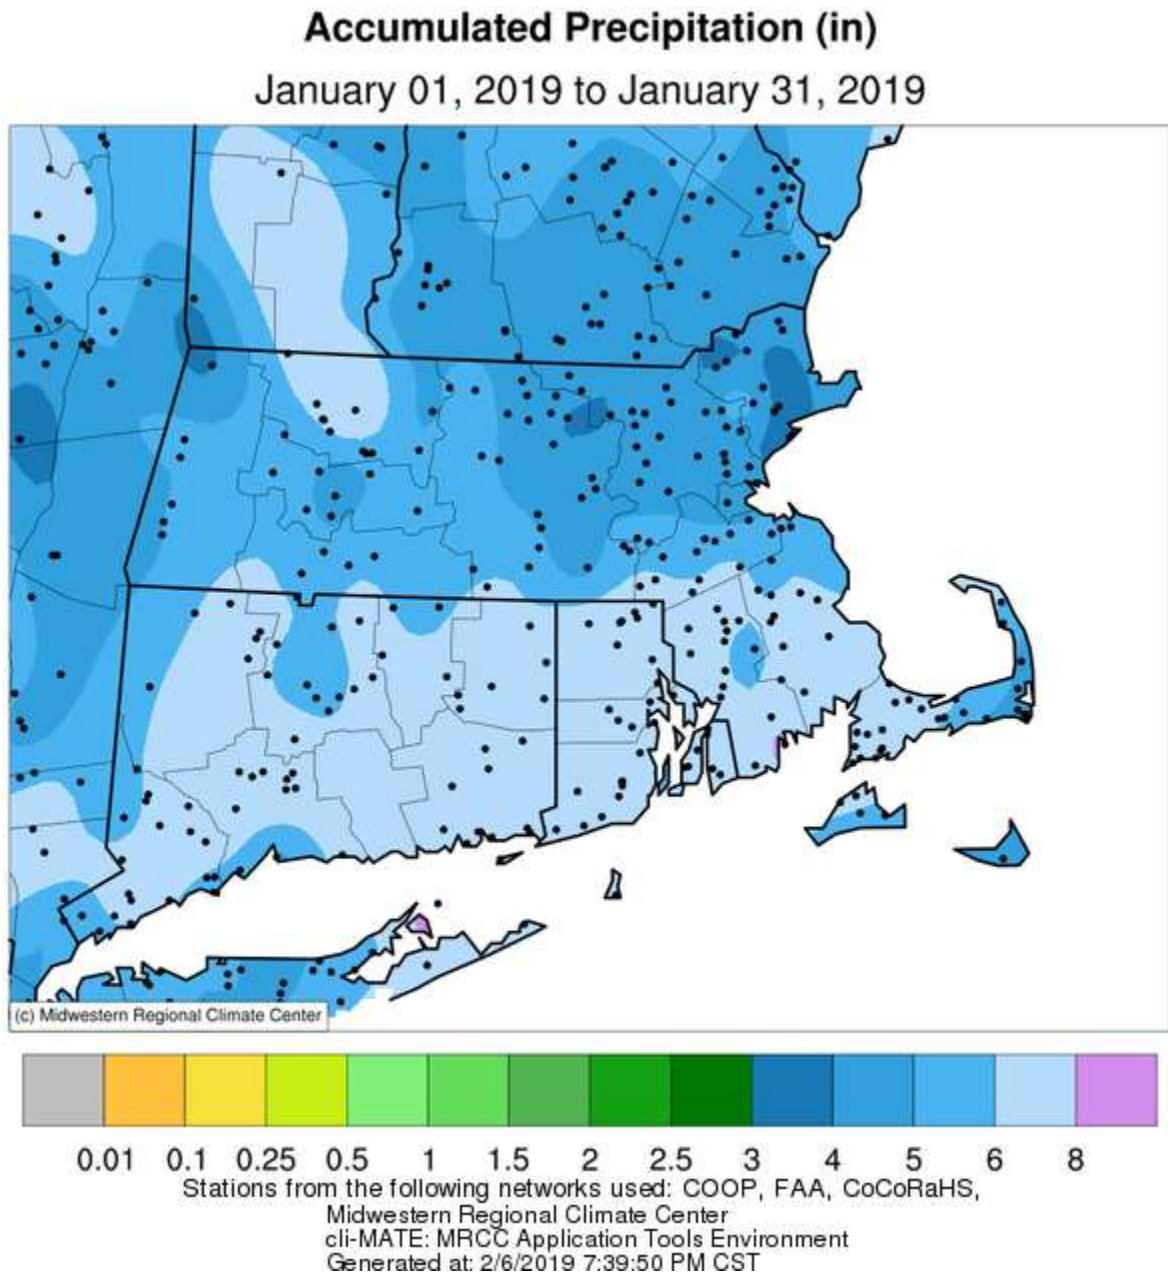 Accumulated Precipitation (in)
January 01, 2019 to January 31, 2019
(c) Midwestern Regional Climate Center
0.01 0.1 0.25 0.5 1 1.5 2 2.5 3 4 5 6 8
Stations from the following networks used: COOP, FAA, CoCoRaHS,
Midwestern Regional Climate Center
cli-MATE: MRCC Application Tools Environment
Generated at: 2/6/2019 7:39:50 PM CST